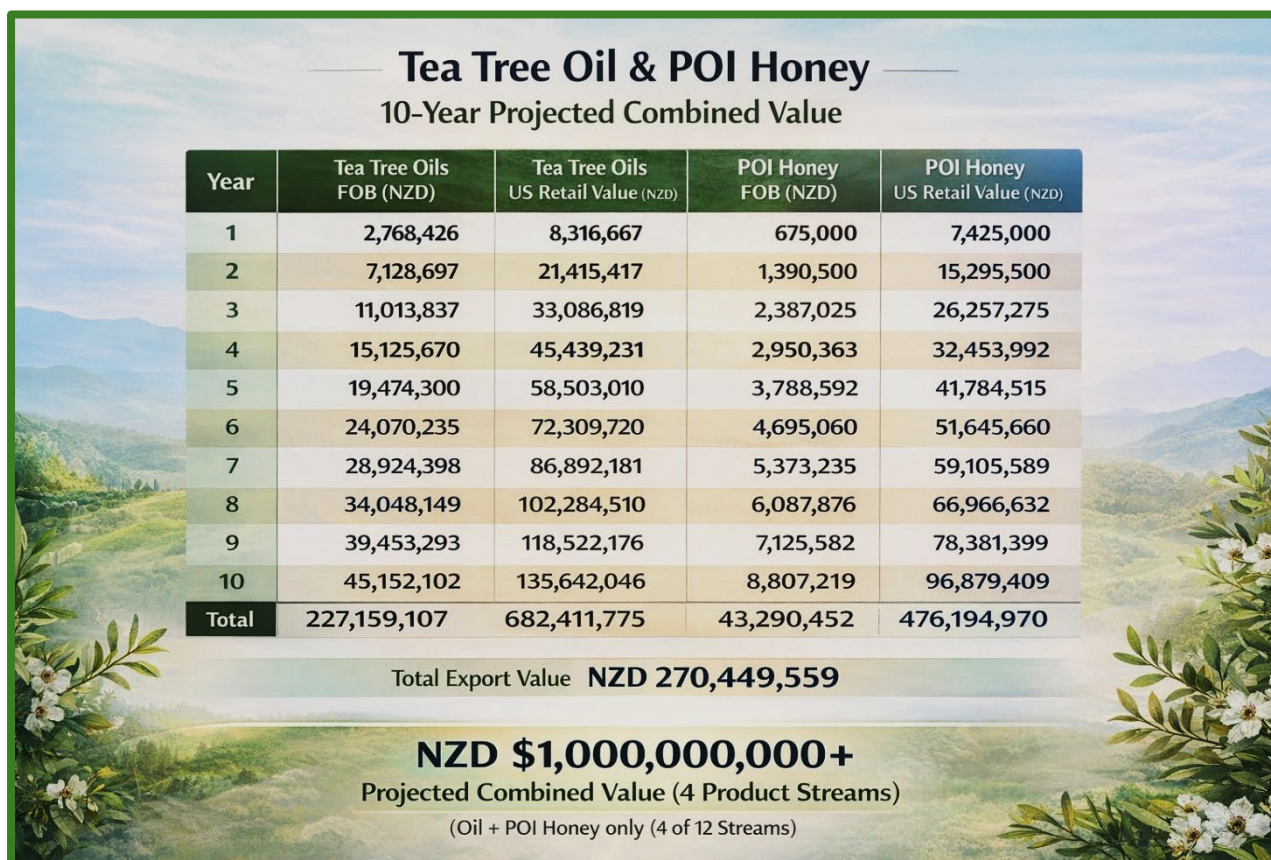 Tea Tree Oil & POI Honey
10-Year Projected Combined Value
Year Tea Tree Oils FOB (NZD) Tea Tree Oils US Retail Value (NZD) POI Honey FOB (NZD) POI Honey US Retail Value (NZD)
1 2,768,426 8,316,667 675,000 7,425,000
2 7,128,697 21,415,417 1,390,500 15,295,500
3 11,013,837 33,086,819 2,387,025 26,257,275
4 15,125,670 45,439,231 2,950,363 32,453,992
5 19,474,300 58,503,010 3,788,592 41,784,515
6 24,070,235 72,309,720 4,695,060 51,645,660
7 28,924,398 86,892,181 5,373,235 59,105,589
8 34,048,149 102,284,510 6,087,876 66,966,632
9 39,453,293 118,522,176 7,125,582 78,381,399
10 45,152,102 135,642,046 8,807,219 96,879,409
Total 227,159,107 682,411,775 43,290,452 476,194,970
Total Export Value NZD 270,449,559
NZD $1,000,000,000+
Projected Combined Value (4 Product Streams)
(Oil + POI Honey only (4 of 12 Streams)